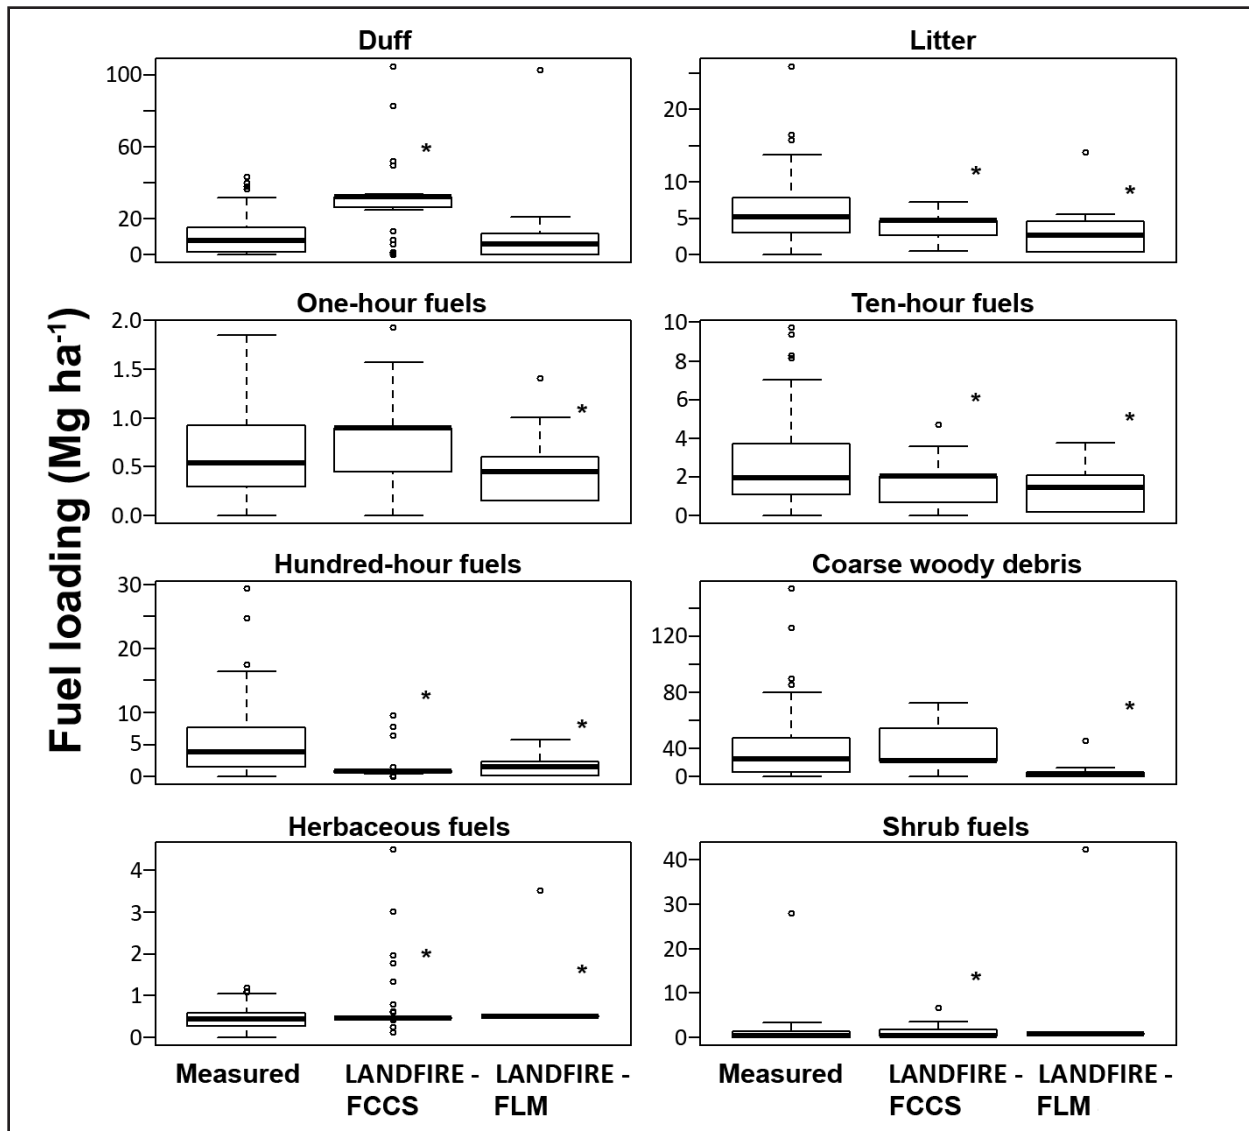 Fuel loading (Mg ha⁻¹)
Duff
100
60
20
0
*
Litter
20
10
5
0
*
*
One-hour fuels
2.0
1.5
1.0
0.5
0.0
*
Ten-hour fuels
10
8
6
4
2
0
*
*
Hundred-hour fuels
30
20
10
5
0
*
*
Coarse woody debris
120
80
40
0
*
Herbaceous fuels
4
3
2
1
0
*
*
Shrub fuels
40
30
20
10
0
*
Measured
LANDFIRE -
FCCS
LANDFIRE -
FLM
Measured
LANDFIRE -
FCCS
LANDFIRE -
FLM